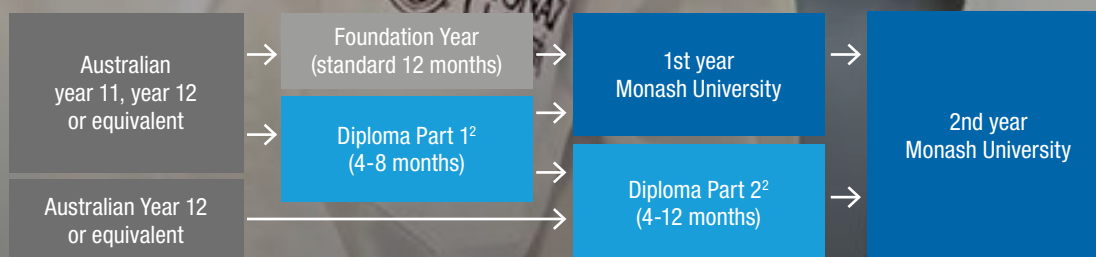 Australian
year 11, year 12
or equivalent
Foundation Year
(standard 12 months)
Diploma Part 1²
(4-8 months)
1st year
Monash University
2nd year
Monash University
Australian Year 12
or equivalent
Diploma Part 2²
(4-12 months)